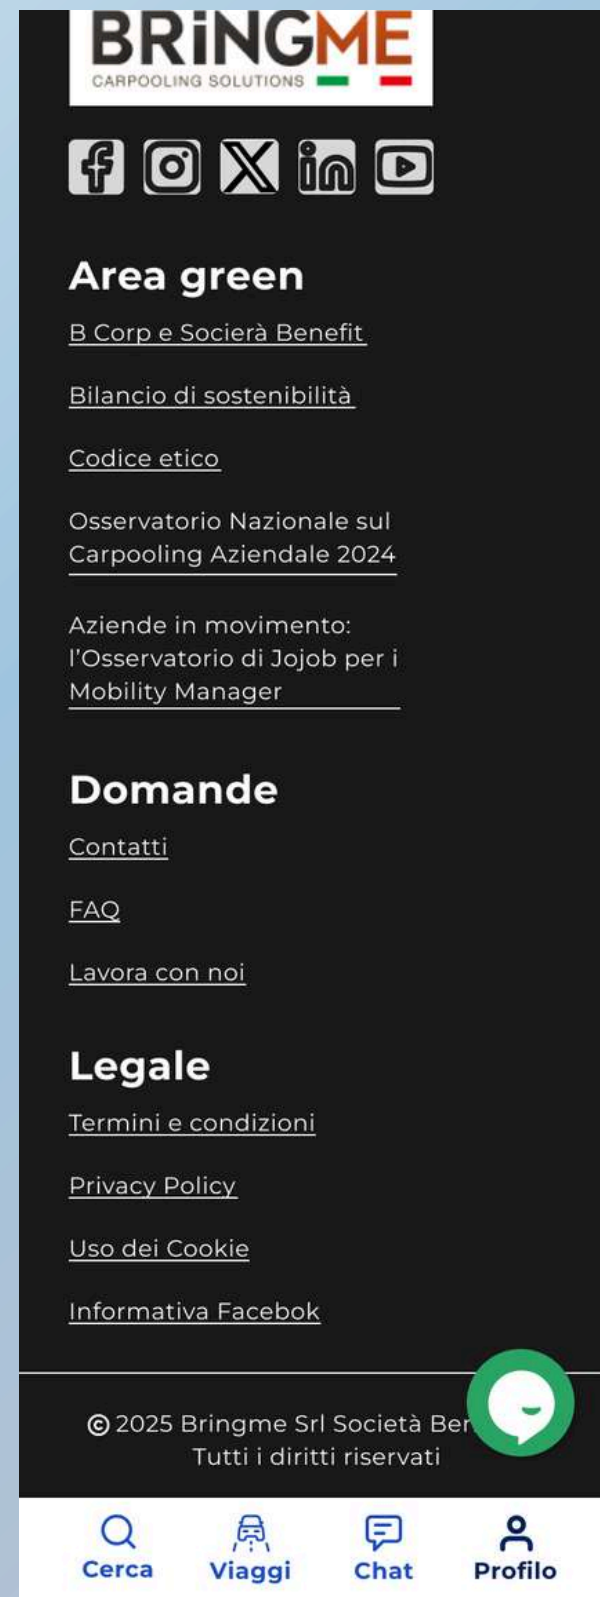 BRiNGME
CARPOOLING SOLUTIONS
Area green
B Corp e Socierà Benefit
Bilancio di sostenibilità
Codice etico
Osservatorio Nazionale sul
Carpooling Aziendale 2024
Aziende in movimento:
l’Osservatorio di Jojob per i
Mobility Manager
Domande
Contatti
FAQ
Lavora con noi
Legale
Termini e condizioni
Privacy Policy
Uso dei Cookie
Informativa Facebok
© 2025 Bringme Srl Società
Tutti i diritti riservati
Cerca
Viaggi
Chat
Profilo